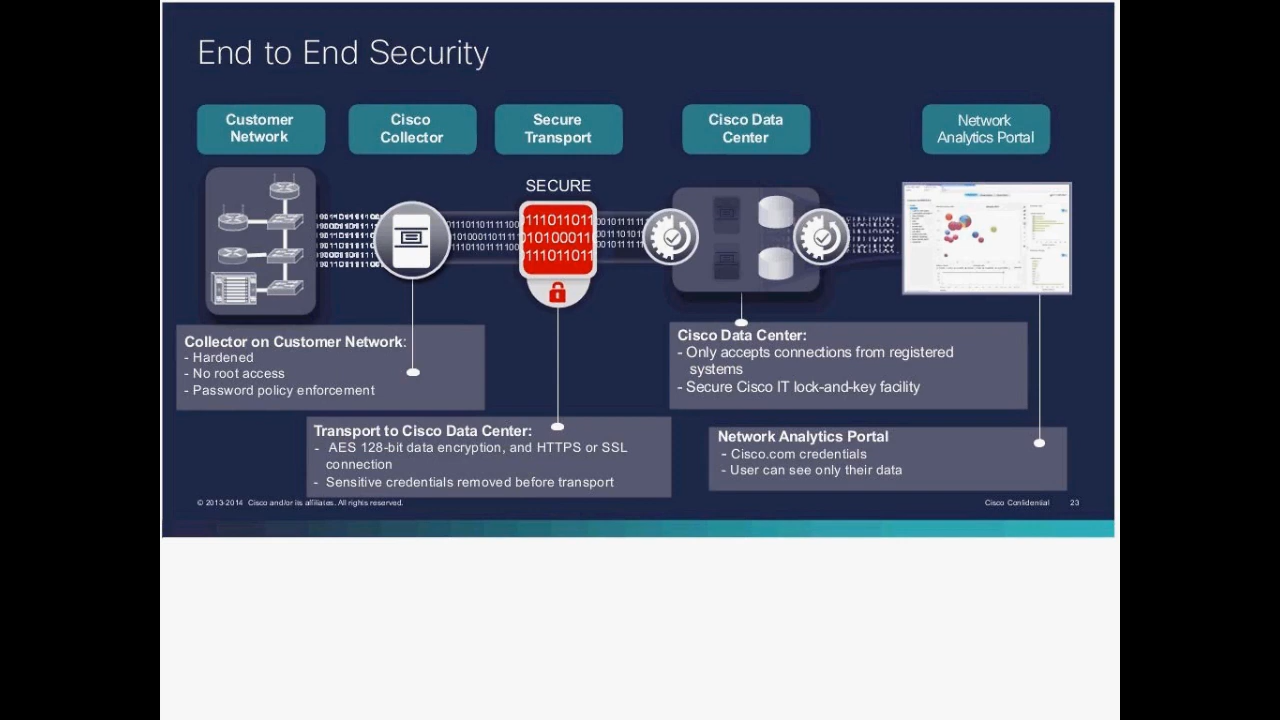 End to End Security
Customer
Network
Cisco
Collector
Secure
Transport
Cisco Data
Center
Network
Analytics Portal
SECURE
1110110111
0101000110
0111011011
Collector on Customer Network:
- Hardened
- No root access
- Password policy enforcement
Cisco Data Center:
- Only accepts connections from registered
systems
- Secure Cisco IT lock-and-key facility
Transport to Cisco Data Center:
- AES 128-bit data encryption, and HTTPS or SSL
connection
- Sensitive credentials removed before transport
Network Analytics Portal
- Cisco.com credentials
- User can see only their data
© 2013-2014 Cisco and/or its affiliates. All rights reserved.
Cisco Confidential 23